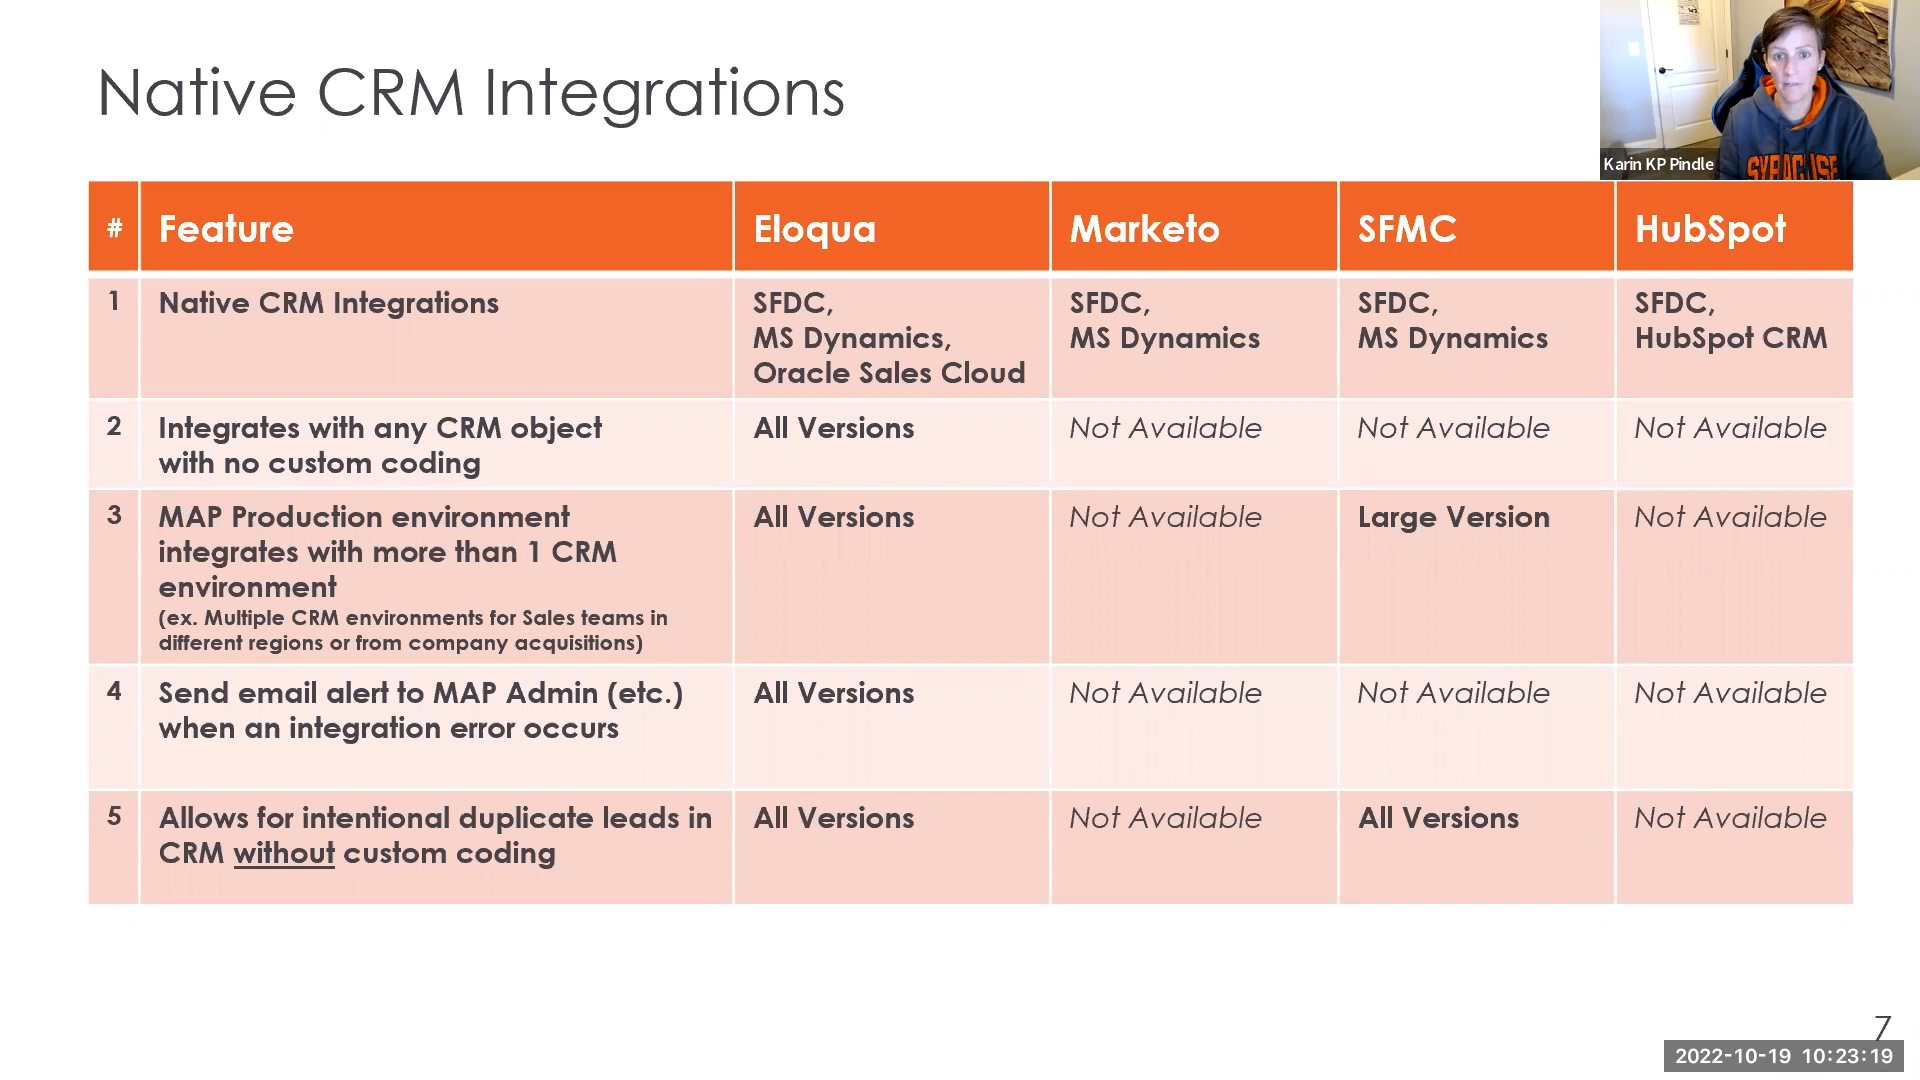 Native CRM Integrations
Karin KP Pindle
SYRACUSE
# Feature Eloqua Marketo SFMC HubSpot
1 Native CRM Integrations SFDC, SFDC, SFDC, SFDC,
MS Dynamics, MS Dynamics MS Dynamics HubSpot CRM
Oracle Sales Cloud
2 Integrates with any CRM object All Versions Not Available Not Available Not Available
with no custom coding
3 MAP Production environment All Versions Not Available Large Version Not Available
integrates with more than 1 CRM
environment
(ex. Multiple CRM environments for Sales teams in
different regions or from company acquisitions)
4 Send email alert to MAP Admin (etc.) All Versions Not Available Not Available Not Available
when an integration error occurs
5 Allows for intentional duplicate leads in All Versions Not Available All Versions Not Available
CRM without custom coding
7
2022-10-19 10:23:19